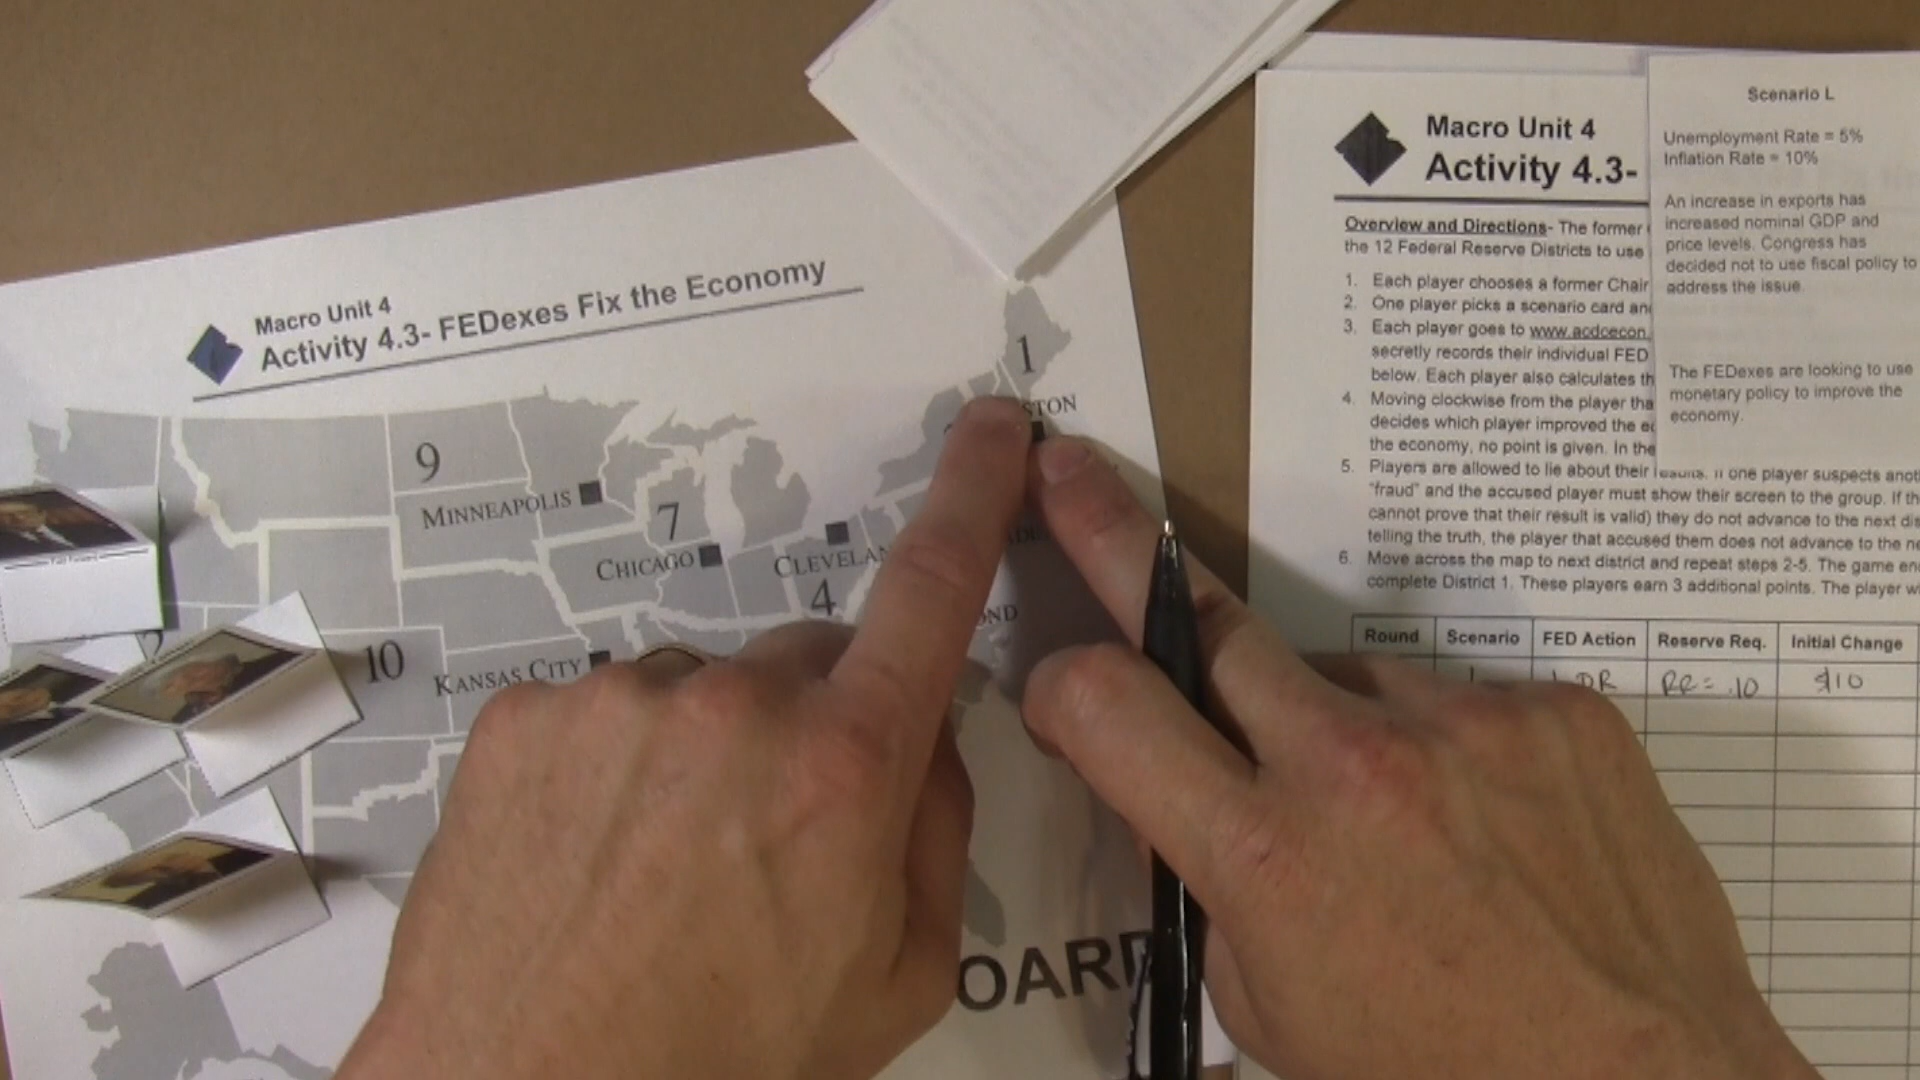 Macro Unit 4
Activity 4.3- FEDexes Fix the Economy
1
STON
9
MINNEAPOLIS
7
CHICAGO
CLEVELAN
4
OND
10
KANSAS CITY
OARD
Macro Unit 4
Activity 4.3-
Overview and Directions- The former
the 12 Federal Reserve Districts to use
1. Each player chooses a former Chair
2. One player picks a scenario card an
3. Each player goes to www.acdcecon.
secretly records their individual FED
below. Each player also calculates th
4. Moving clockwise from the player tha
decides which player improved the e
the economy, no point is given. In the
5. Players are allowed to lie about their results. If one player suspects anot
"fraud" and the accused player must show their screen to the group. If th
cannot prove that their result is valid) they do not advance to the next dis
telling the truth, the player that accused them does not advance to the ne
6. Move across the map to next district and repeat steps 2-5. The game en
complete District 1. These players earn 3 additional points. The player w
Round Scenario FED Action Reserve Req. Initial Change
DR RR = .10 $10
Scenario L
Unemployment Rate = 5%
Inflation Rate = 10%
An increase in exports has
increased nominal GDP and
price levels. Congress has
decided not to use fiscal policy to
address the issue.
The FEDexes are looking to use
monetary policy to improve the
economy.